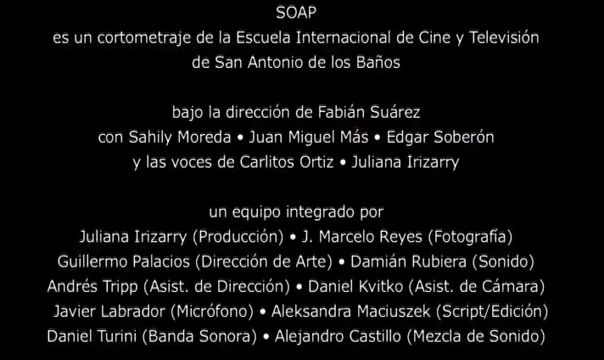 SOAP
es un cortometraje de la Escuela Internacional de Cine y Televisión
de San Antonio de los Baños
bajo la dirección de Fabián Suárez
con Sahily Moreda • Juan Miguel Más • Edgar Soberón
y las voces de Carlitos Ortiz • Juliana Irizarry
un equipo integrado por
Juliana Irizarry (Producción) • J. Marcelo Reyes (Fotografía)
Guillermo Palacios (Dirección de Arte) • Damián Rubiera (Sonido)
Andrés Tripp (Asist. de Dirección) • Daniel Kvitko (Asist. de Cámara)
Javier Labrador (Micrófono) • Aleksandra Maciuszek (Script/Edición)
Daniel Turini (Banda Sonora) • Alejandro Castillo (Mezcla de Sonido)